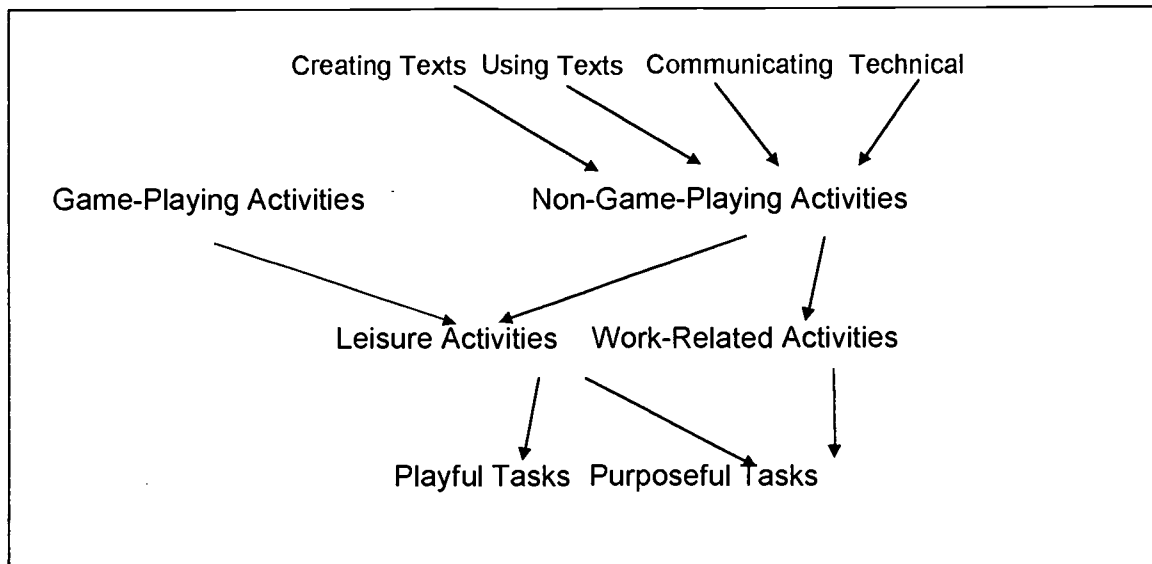 Creating Texts Using Texts Communicating Technical
Game-Playing Activities Non-Game-Playing Activities
Leisure Activities Work-Related Activities
Playful Tasks Purposeful Tasks